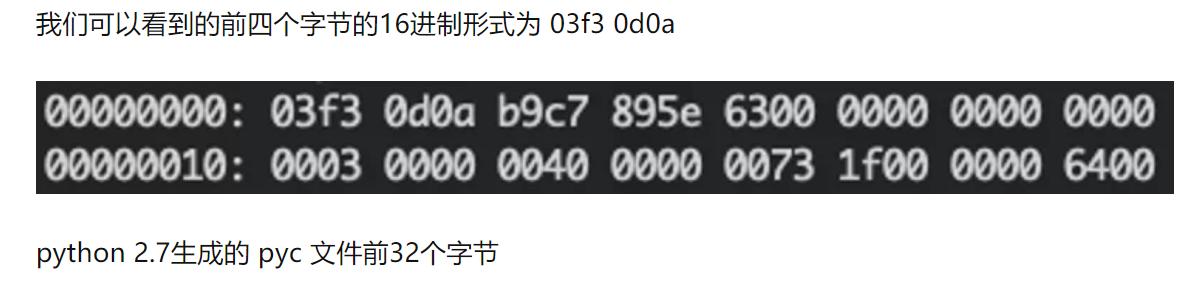 我们可以看到的前四个字节的16进制形式为 03f3 0d0a
00000000: 03f3 0d0a b9c7 895e 6300 0000 0000 0000
00000010: 0003 0000 0040 0000 0073 1f00 0000 6400
python 2.7生成的 pyc 文件前32个字节